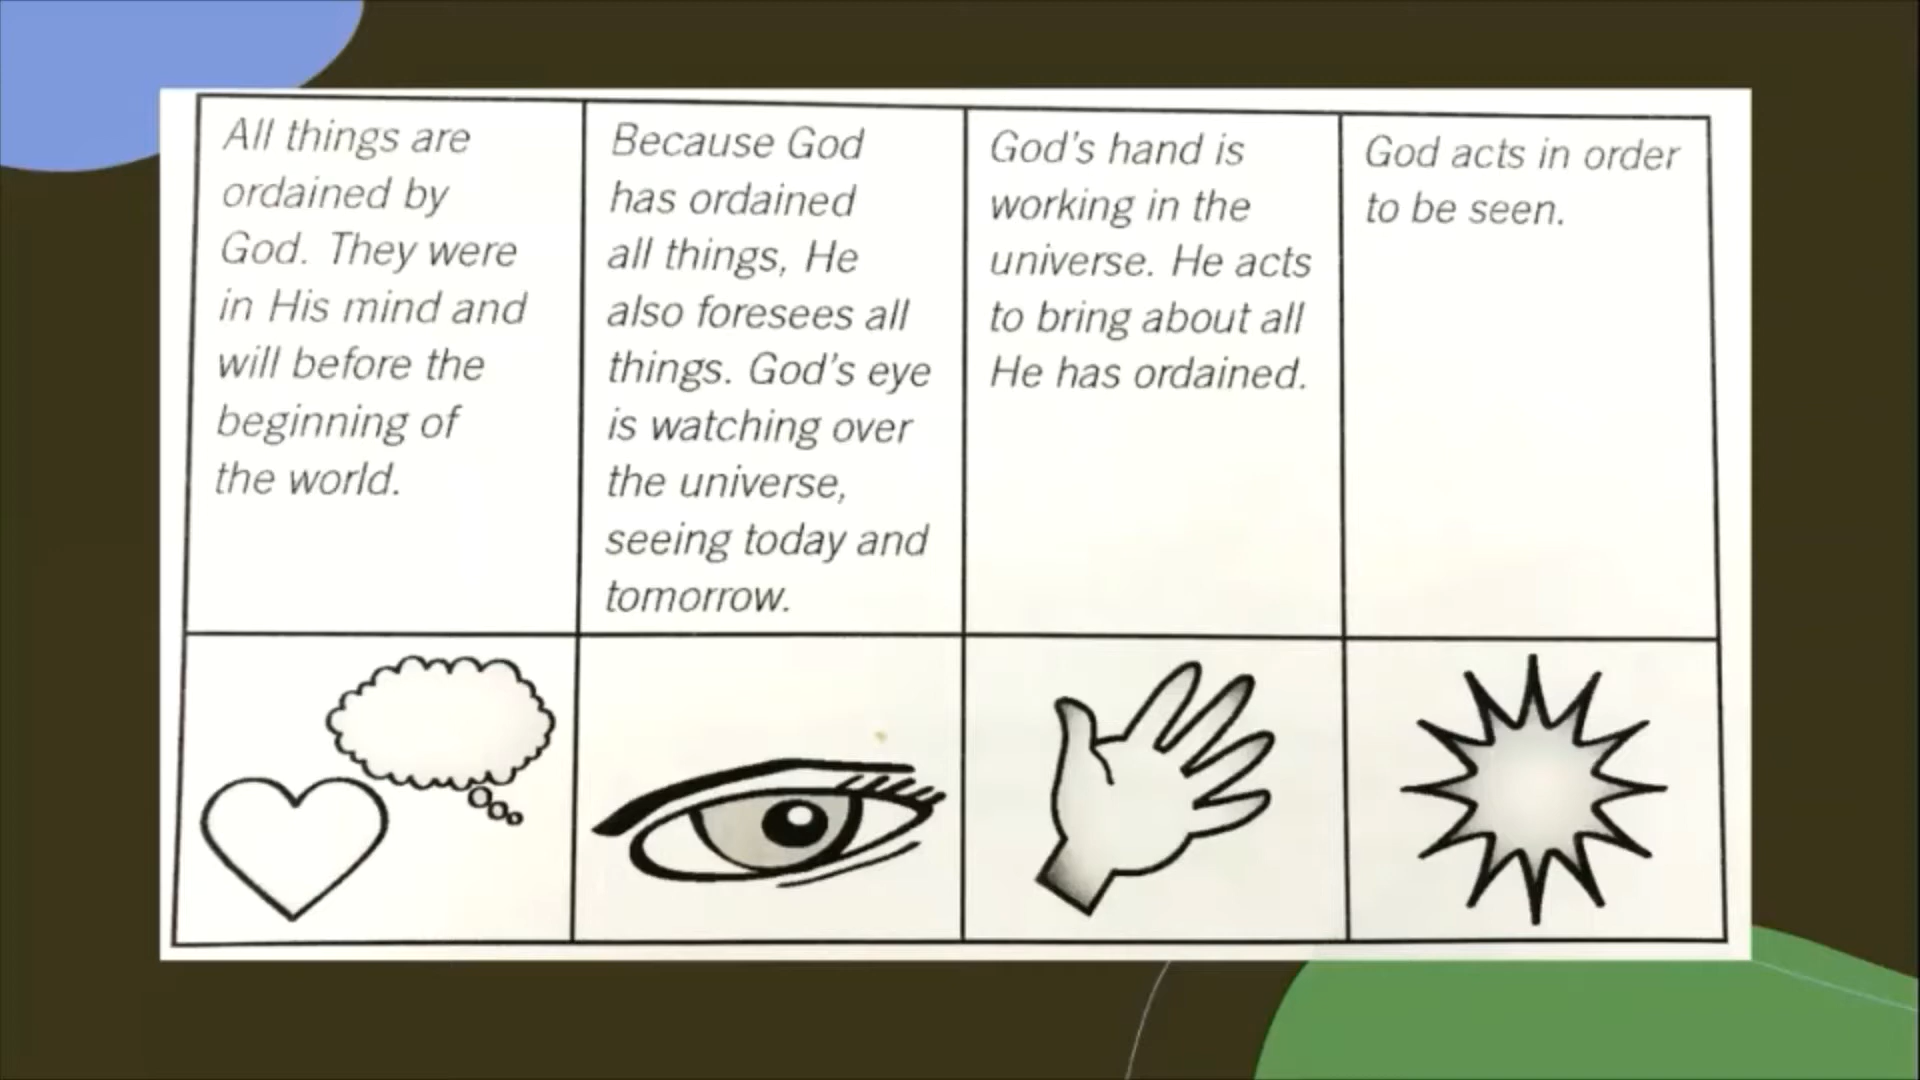 All things are
ordained by
God. They were
in His mind and
will before the
beginning of
the world.
Because God
has ordained
all things, He
also foresees all
things. God's eye
is watching over
the universe,
seeing today and
tomorrow.
God's hand is
working in the
universe. He acts
to bring about all
He has ordained.
God acts in order
to be seen.